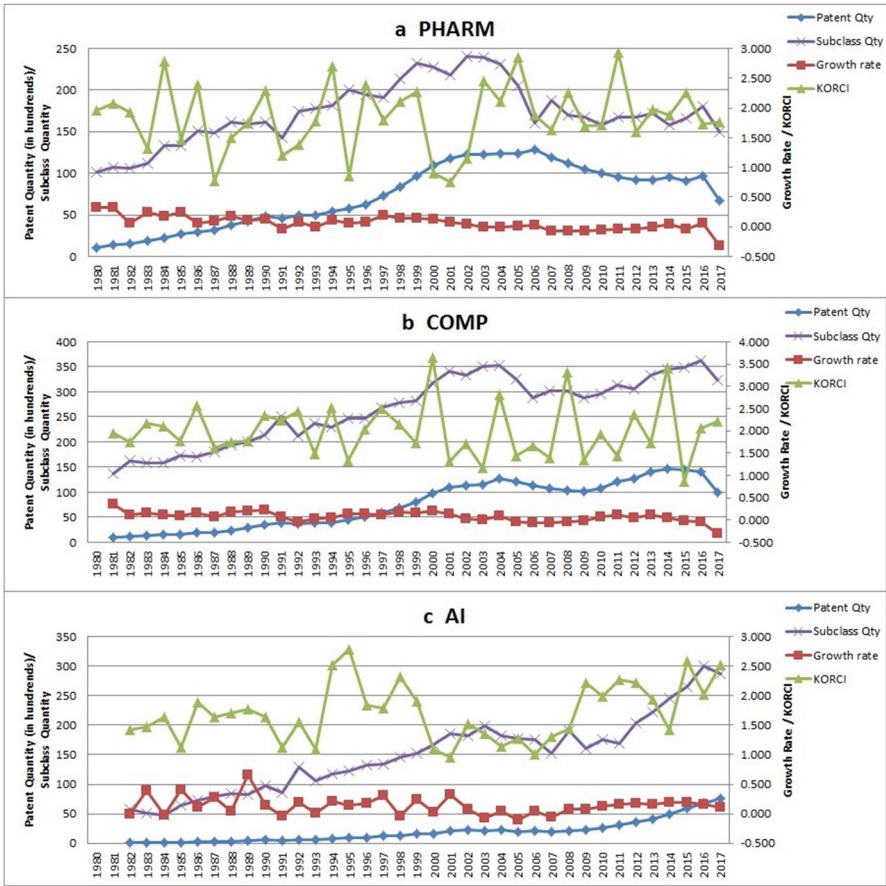 a PHARM
Patent Quantity (in hundrends)/
Subclass Quantity
250
200
150
100
50
0
3.000
2.500
2.000
1.500
1.000
0.500
0.000
-0.500
Growth Rate / KORCI
Patent Qty
Subclass Qty
Growth rate
KORCI
1980 1981 1982 1983 1984 1985 1986 1987 1988 1989 1990 1991 1992 1993 1994 1995 1996 1997 1998 1999 2000 2001 2002 2003 2004 2005 2006 2007 2008 2009 2010 2011 2012 2013 2014 2015 2016 2017
b COMP
Patent Quantity (in hundrends)/
Subclass Quantity
400
350
300
250
200
150
100
50
0
4.000
3.500
3.000
2.500
2.000
1.500
1.000
0.500
0.000
-0.500
Growth Rate / KORCI
Patent Qty
Subclass Qty
Growth rate
KORCI
1980 1981 1982 1983 1984 1985 1986 1987 1988 1989 1990 1991 1992 1993 1994 1995 1996 1997 1998 1999 2000 2001 2002 2003 2004 2005 2006 2007 2008 2009 2010 2011 2012 2013 2014 2015 2016 2017
c AI
Patent Quantity (in hundrends)/
Subclass Quantity
350
300
250
200
150
100
50
0
3.000
2.500
2.000
1.500
1.000
0.500
0.000
-0.500
Growth Rate / KORCI
Patent Qty
Subclass Qty
Growth rate
KORCI
1980 1981 1982 1983 1984 1985 1986 1987 1988 1989 1990 1991 1992 1993 1994 1995 1996 1997 1998 1999 2000 2001 2002 2003 2004 2005 2006 2007 2008 2009 2010 2011 2012 2013 2014 2015 2016 2017